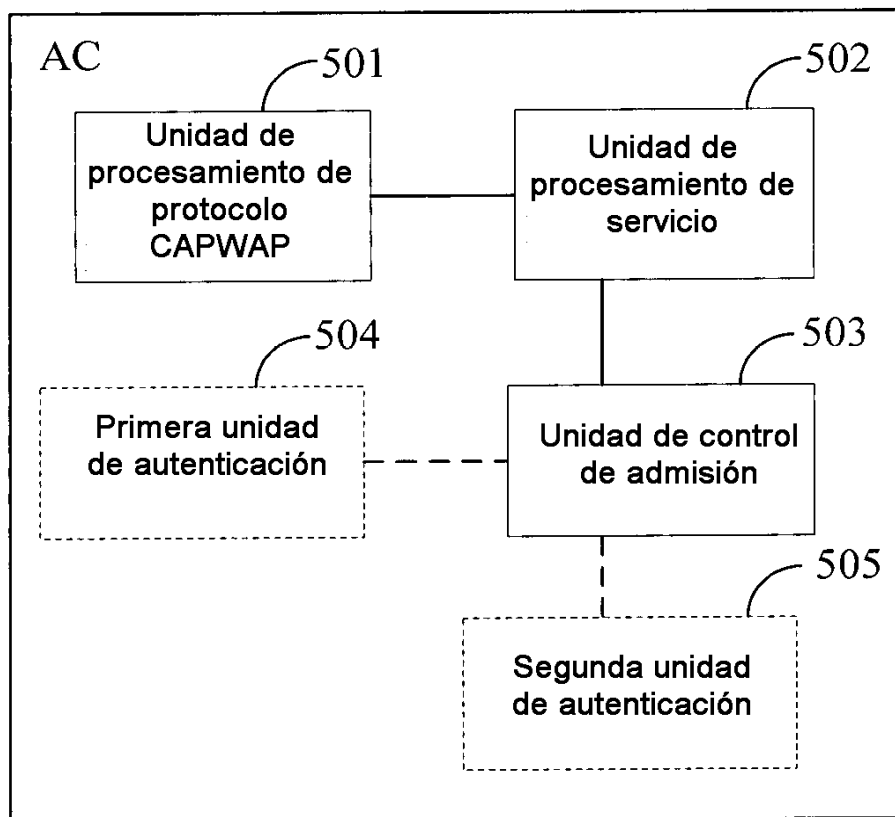 AC
501
Unidad de
procesamiento de
protocolo
CAPWAP
502
Unidad de
procesamiento de
servicio
504
Primera unidad
de autenticación
503
Unidad de control
de admisión
505
Segunda unidad
de autenticación